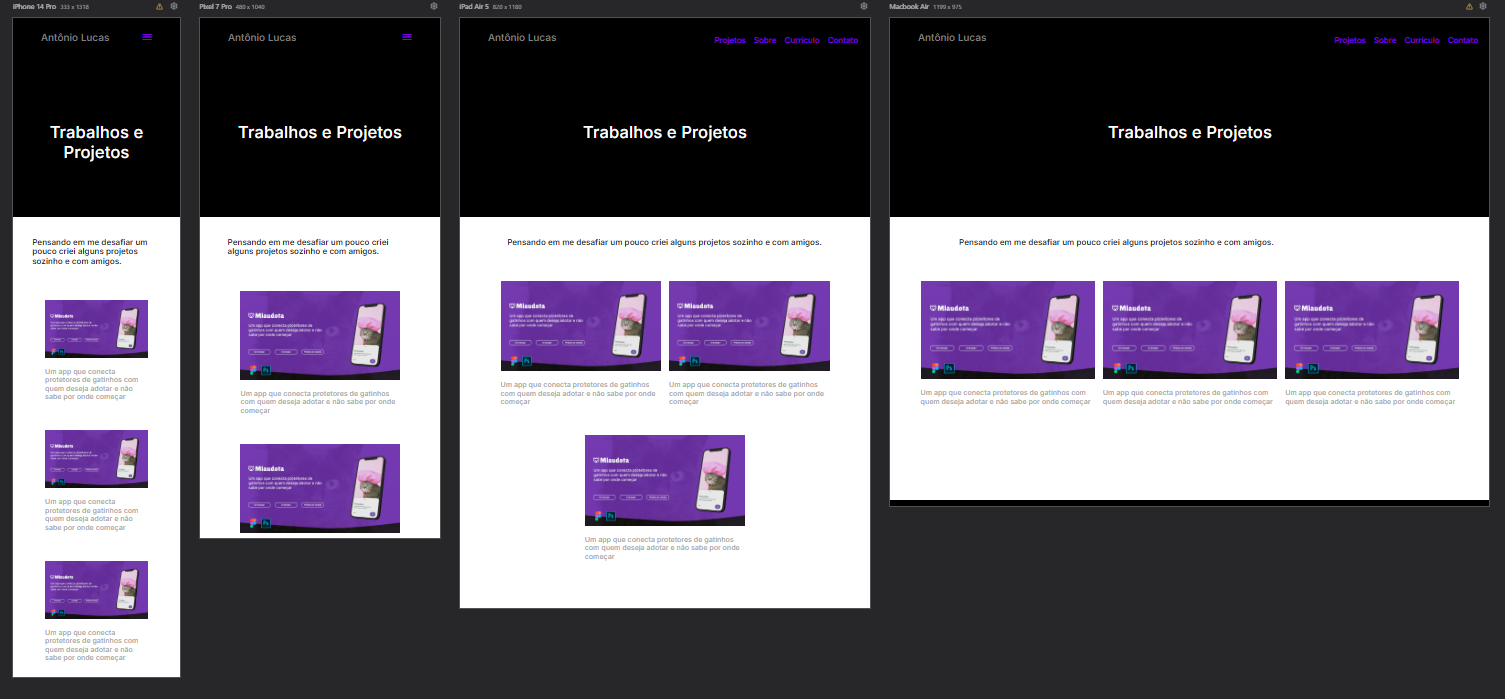 iPhone 14 Pro 333 x 1318
Antônio Lucas
Trabalhos e
Projetos
Pensando em me desafiar um
pouco criei alguns projetos
sozinho e com amigos.
Miaudota
Um app que conecta
protetores de gatinhos com
quem deseja adotar e não
sabe por onde começar
Miaudota
Um app que conecta
protetores de gatinhos com
quem deseja adotar e não
sabe por onde começar
Miaudota
Um app que conecta
protetores de gatinhos com
quem deseja adotar e não
sabe por onde começar
Pixel 7 Pro 480 x 1040
Antônio Lucas
Trabalhos e Projetos
Pensando em me desafiar um pouco criei
alguns projetos sozinho e com amigos.
Miaudota
Um app que conecta protetores de
gatinhos com quem deseja adotar e não
sabe por onde começar
Ps
Um app que conecta protetores de gatinhos
com quem deseja adotar e não sabe por onde
começar
Miaudota
Um app que conecta protetores de
gatinhos com quem deseja adotar e não
sabe por onde começar
Ps
iPad Air 5 820 x 1180
Antônio Lucas
Projetos Sobre Currículo Contato
Trabalhos e Projetos
Pensando em me desafiar um pouco criei alguns projetos sozinho e com amigos.
Miaudota
Um app que conecta protetores de
gatinhos com quem deseja adotar e não
sabe por onde começar
Ps
Um app que conecta protetores de gatinhos
com quem deseja adotar e não sabe por onde
começar
Miaudota
Um app que conecta protetores de
gatinhos com quem deseja adotar e não
sabe por onde começar
Ps
Um app que conecta protetores de gatinhos
com quem deseja adotar e não sabe por onde
começar
Miaudota
Um app que conecta protetores de
gatinhos com quem deseja adotar e não
sabe por onde começar
Ps
Um app que conecta protetores de gatinhos
com quem deseja adotar e não sabe por onde
começar
Macbook Air 1199 x 975
Antônio Lucas
Projetos Sobre Currículo Contato
Trabalhos e Projetos
Pensando em me desafiar um pouco criei alguns projetos sozinho e com amigos.
Miaudota
Um app que conecta protetores de
gatinhos com quem deseja adotar e não
sabe por onde começar
Ps
Um app que conecta protetores de gatinhos
com quem deseja adotar e não sabe por onde começar
Miaudota
Um app que conecta protetores de
gatinhos com quem deseja adotar e não
sabe por onde começar
Ps
Um app que conecta protetores de gatinhos
com quem deseja adotar e não sabe por onde começar
Miaudota
Um app que conecta protetores de
gatinhos com quem deseja adotar e não
sabe por onde começar
Ps
Um app que conecta protetores de gatinhos
com quem deseja adotar e não sabe por onde começar